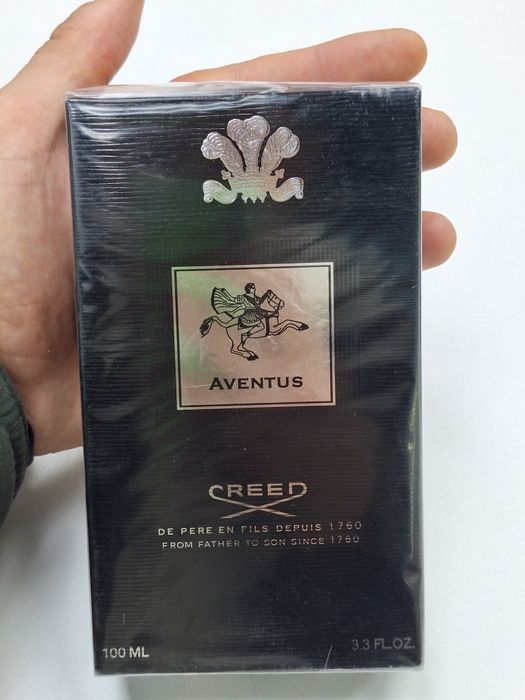 AVENTUS
CREED
DE PERE EN FILS DEPUIS 1760
FROM FATHER TO SON SINCE 1760
100 ML 3.3 FL.OZ.